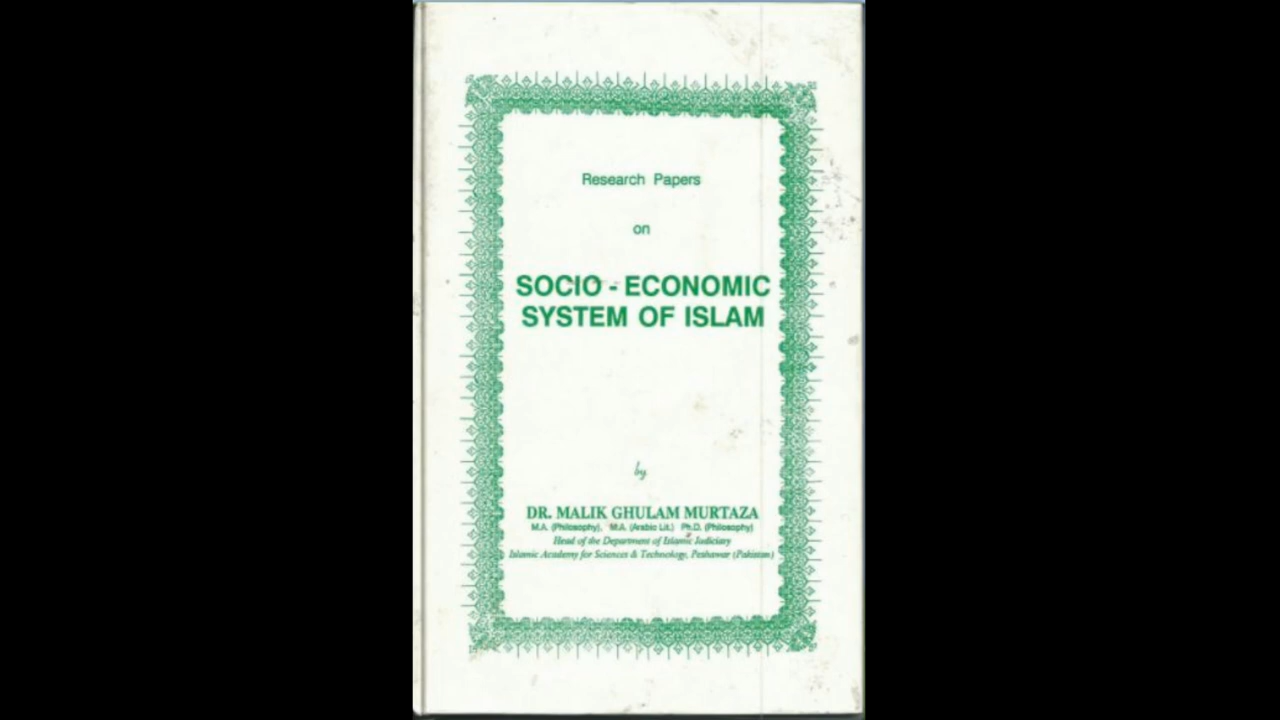 Research Papers
on
SOCIO - ECONOMIC
SYSTEM OF ISLAM
by
DR. MALIK GHULAM MURTAZA
M.A. (Philosophy), M.A. (Arabic Lit.) Ph.D. (Philosophy)
Head of the Department of Islamic Judiciary
Islamic Academy for Sciences & Technology, Peshawar (Pakistan)